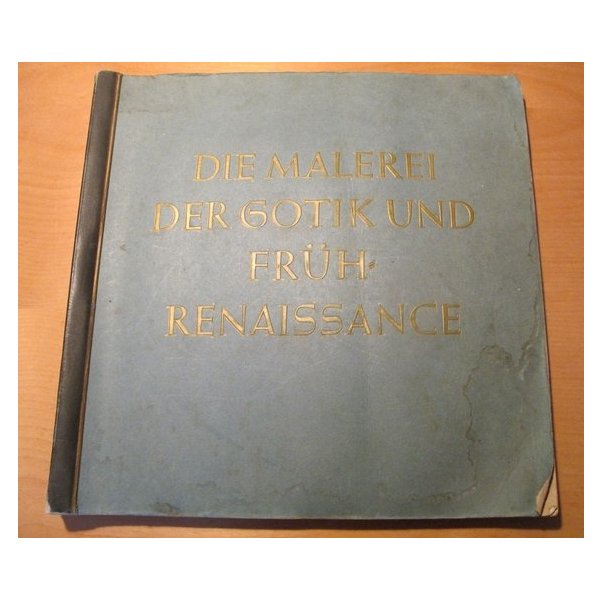 DIE MALEREI
DER GOTIK UND
FRÜH-
RENAISSANCE